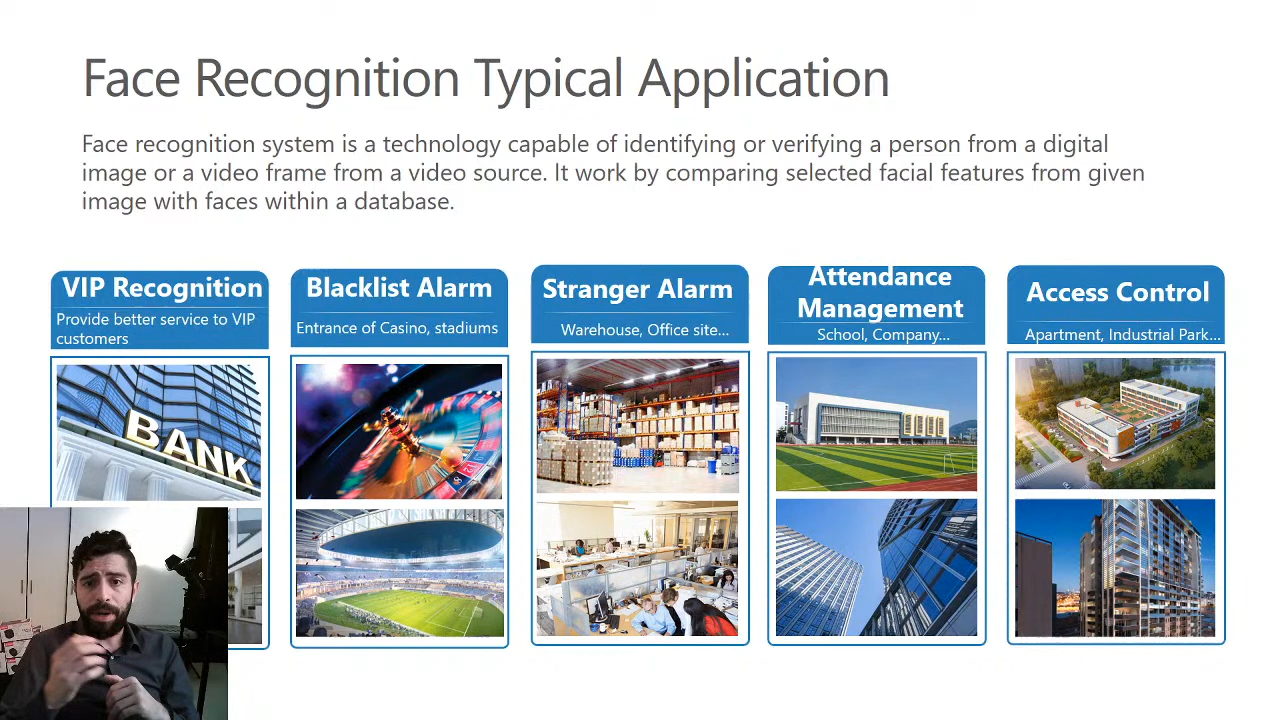 Face Recognition Typical Application
Face recognition system is a technology capable of identifying or verifying a person from a digital
image or a video frame from a video source. It work by comparing selected facial features from given
image with faces within a database.
VIP Recognition
Provide better service to VIP
customers
Blacklist Alarm
Entrance of Casino, stadiums
Stranger Alarm
Warehouse, Office site...
Attendance
Management
School, Company...
Access Control
Apartment, Industrial Park...
BANK